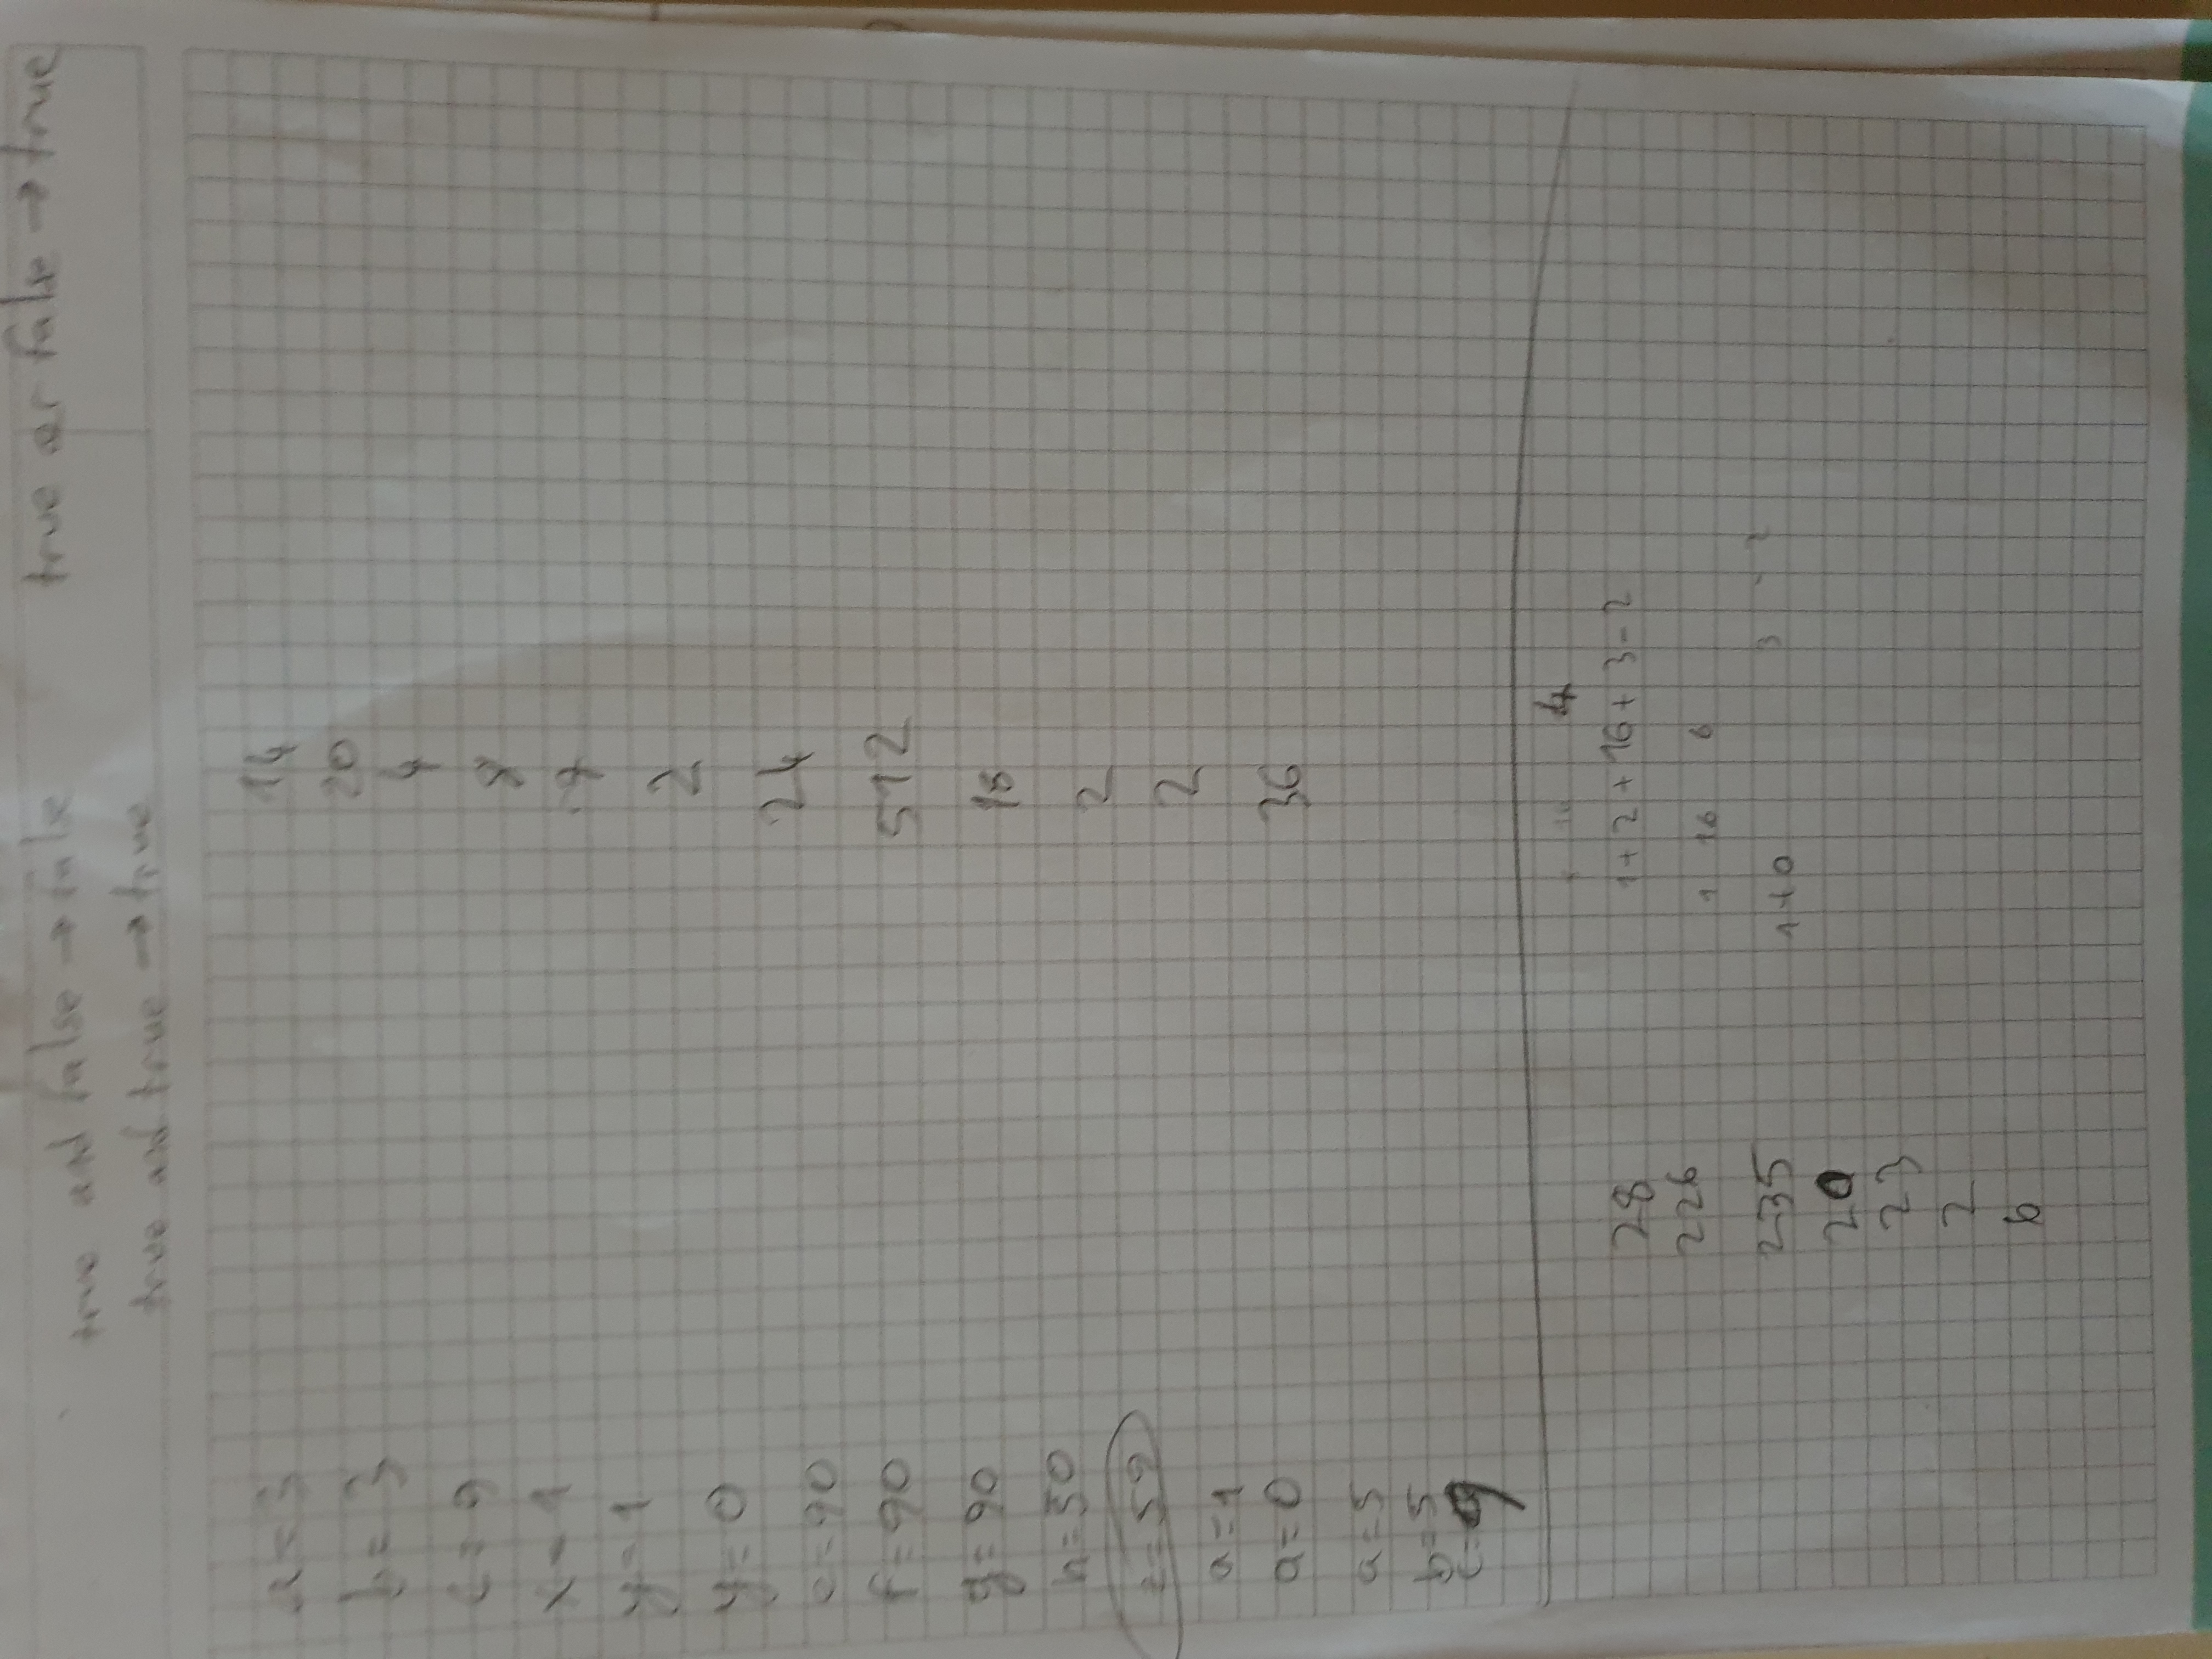 true and false → false
true or false → true
true and true → true
a = 3
b = 3
c = 9
x = 1
y = 1
y = 0
e = 90
f = 90
g = 90
h = 50
z = 59
a = 1
a = 0
a = 5
b = 5
c = 9
14
20
4
8
9
2
24
512
18
2
2
36
28
226
235
20
23
2
6
4
1 + 2 + 16 + 3 - 2
1 16 6
1 + 0 3 -